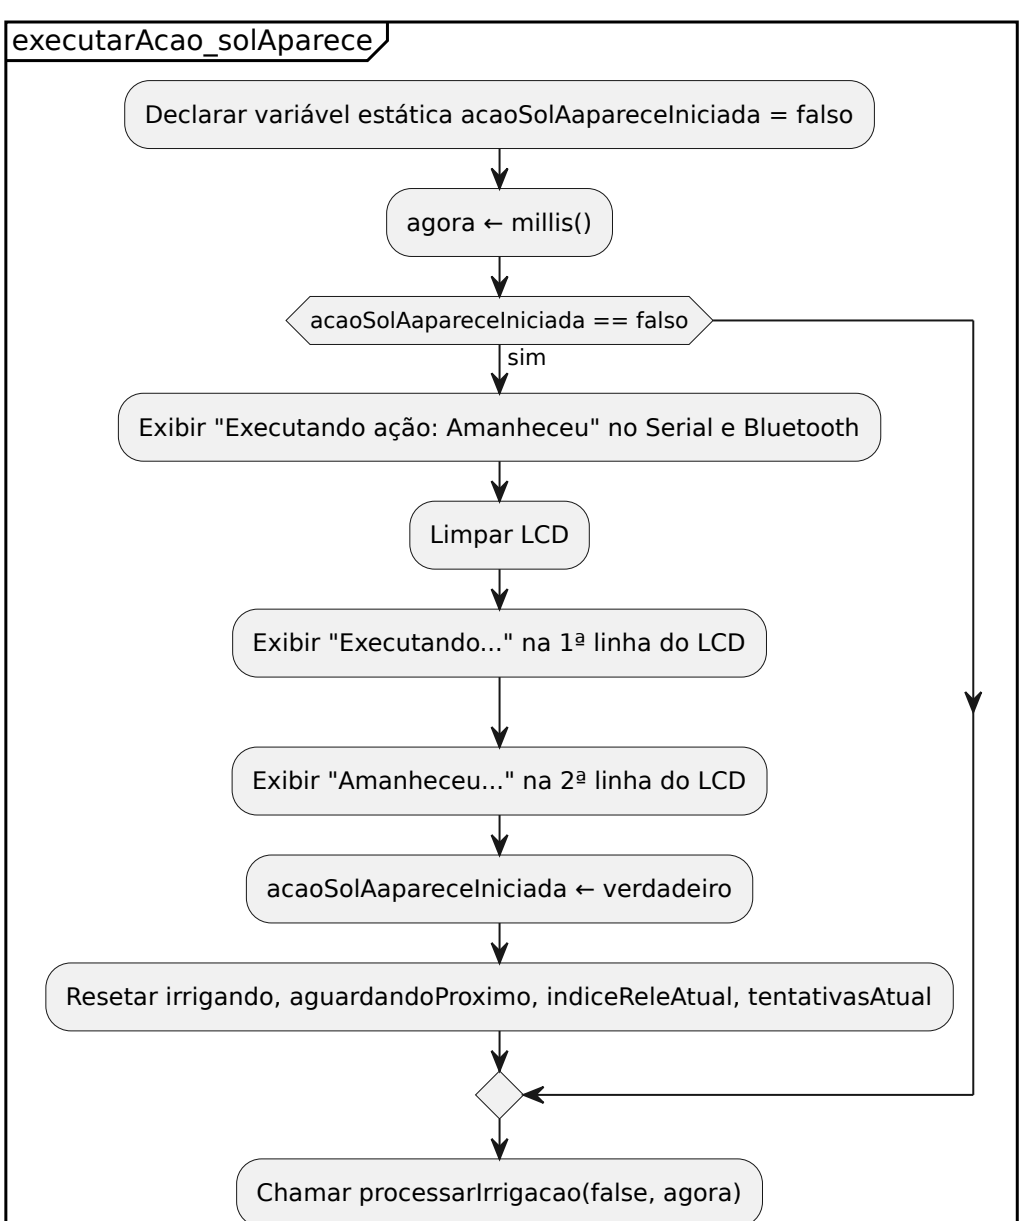 executarAcao_solAparece
Declarar variável estática acaoSolAapareceIniciada = falso
agora ← millis()
acaoSolAapareceIniciada == falso
sim
Exibir "Executando ação: Amanheceu" no Serial e Bluetooth
Limpar LCD
Exibir "Executando..." na 1ª linha do LCD
Exibir "Amanheceu..." na 2ª linha do LCD
acaoSolAapareceIniciada ← verdadeiro
Resetar irrigando, aguardandoProximo, indiceReleAtual, tentativasAtual
Chamar processarIrrigacao(false, agora)